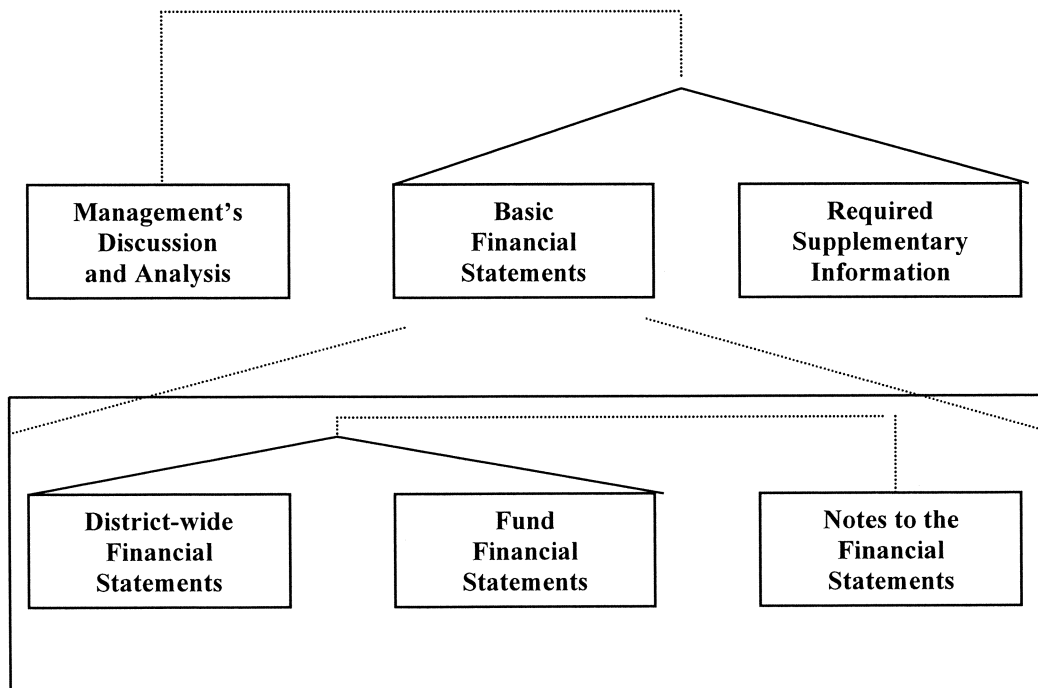 Management’s
Discussion
and Analysis
Basic
Financial
Statements
Required
Supplementary
Information
District-wide
Financial
Statements
Fund
Financial
Statements
Notes to the
Financial
Statements